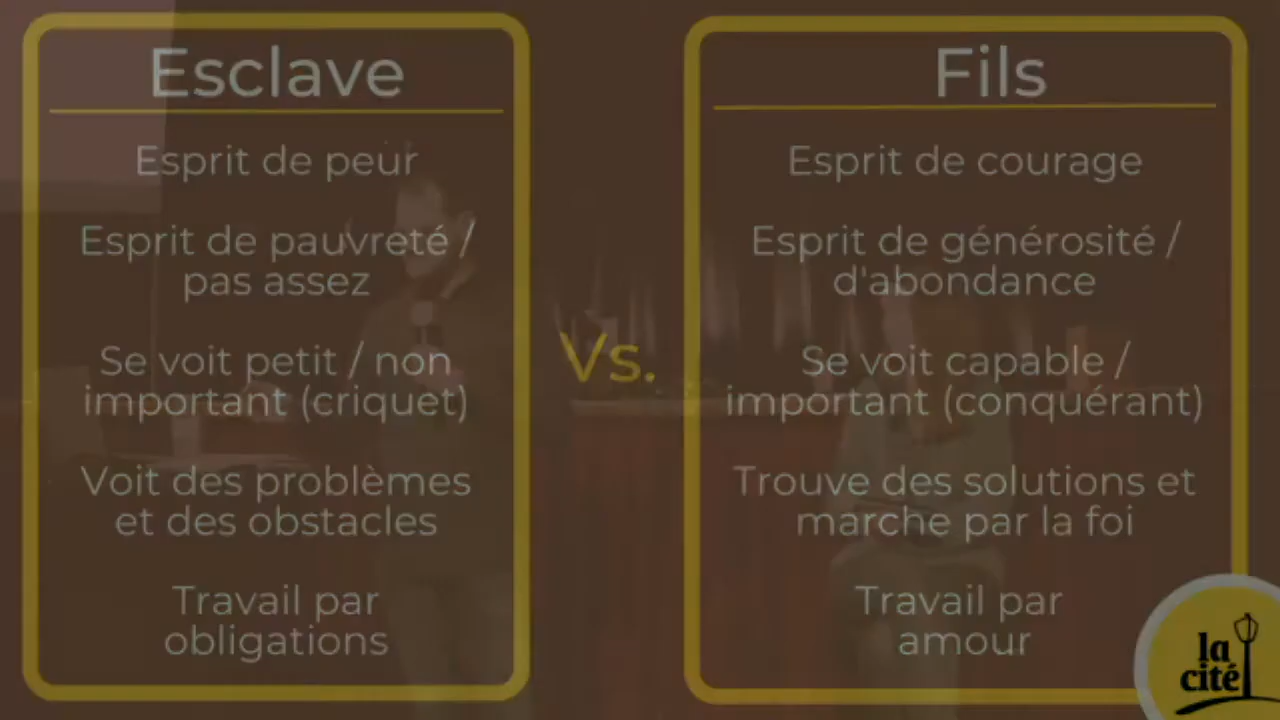 Esclave
Esprit de peur
Esprit de pauvreté /
pas assez
Se voit petit / non
important (criquet)
Voit des problèmes
et des obstacles
Travail par
obligations
Vs.
Fils
Esprit de courage
Esprit de générosité /
d'abondance
Se voit capable /
important (conquérant)
Trouve des solutions et
marche par la foi
Travail par
amour
la
cité